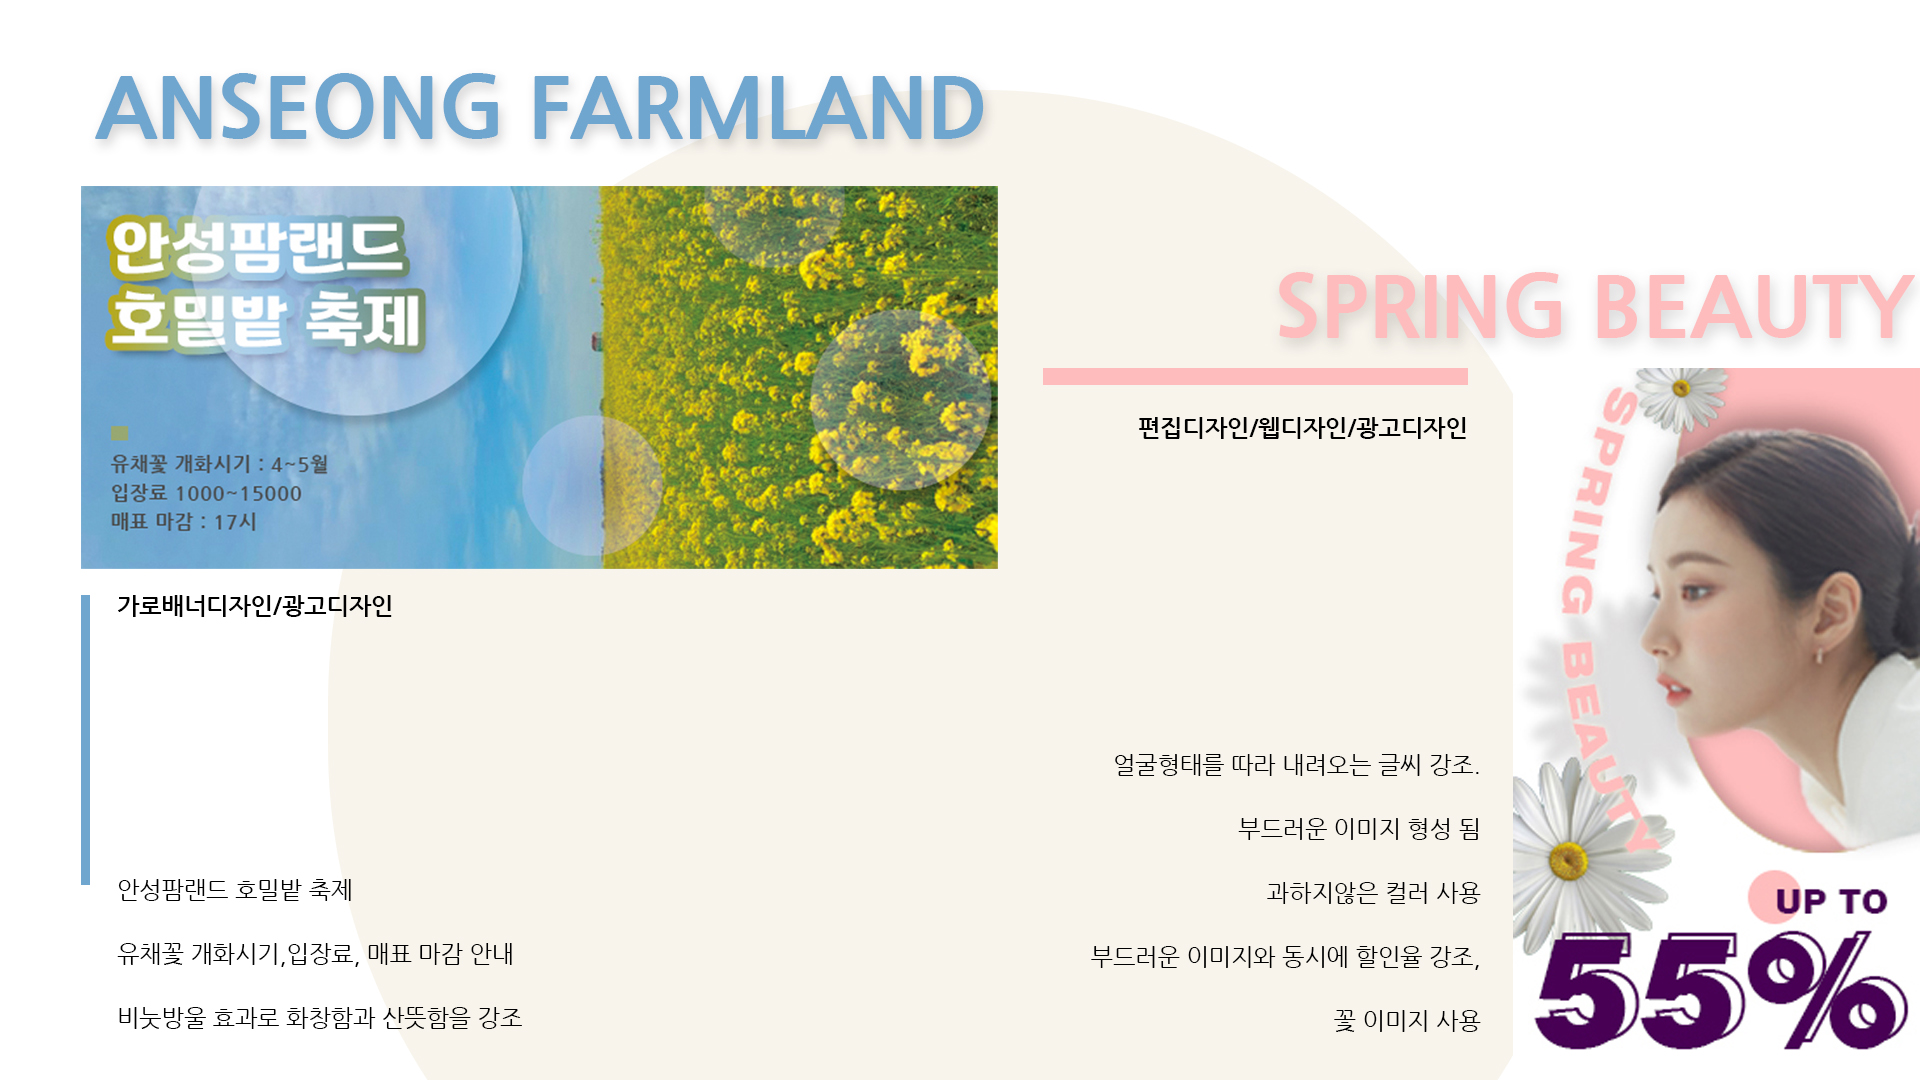 ANSEONG FARMLAND
안성팜랜드
호밀밭 축제
유채꽃 개화시기 : 4~5월
입장료 1000~15000
매표 마감 : 17시
가로배너디자인/광고디자인
안성팜랜드 호밀밭 축제
유채꽃 개화시기,입장료, 매표 마감 안내
비눗방울 효과로 화창함과 산뜻함을 강조
SPRING BEAUTY
편집디자인/웹디자인/광고디자인
얼굴형태를 따라 내려오는 글씨 강조.
부드러운 이미지 형성 됨
과하지않은 컬러 사용
부드러운 이미지와 동시에 할인율 강조,
꽃 이미지 사용
SPRING BEAUTY
UP TO
55%